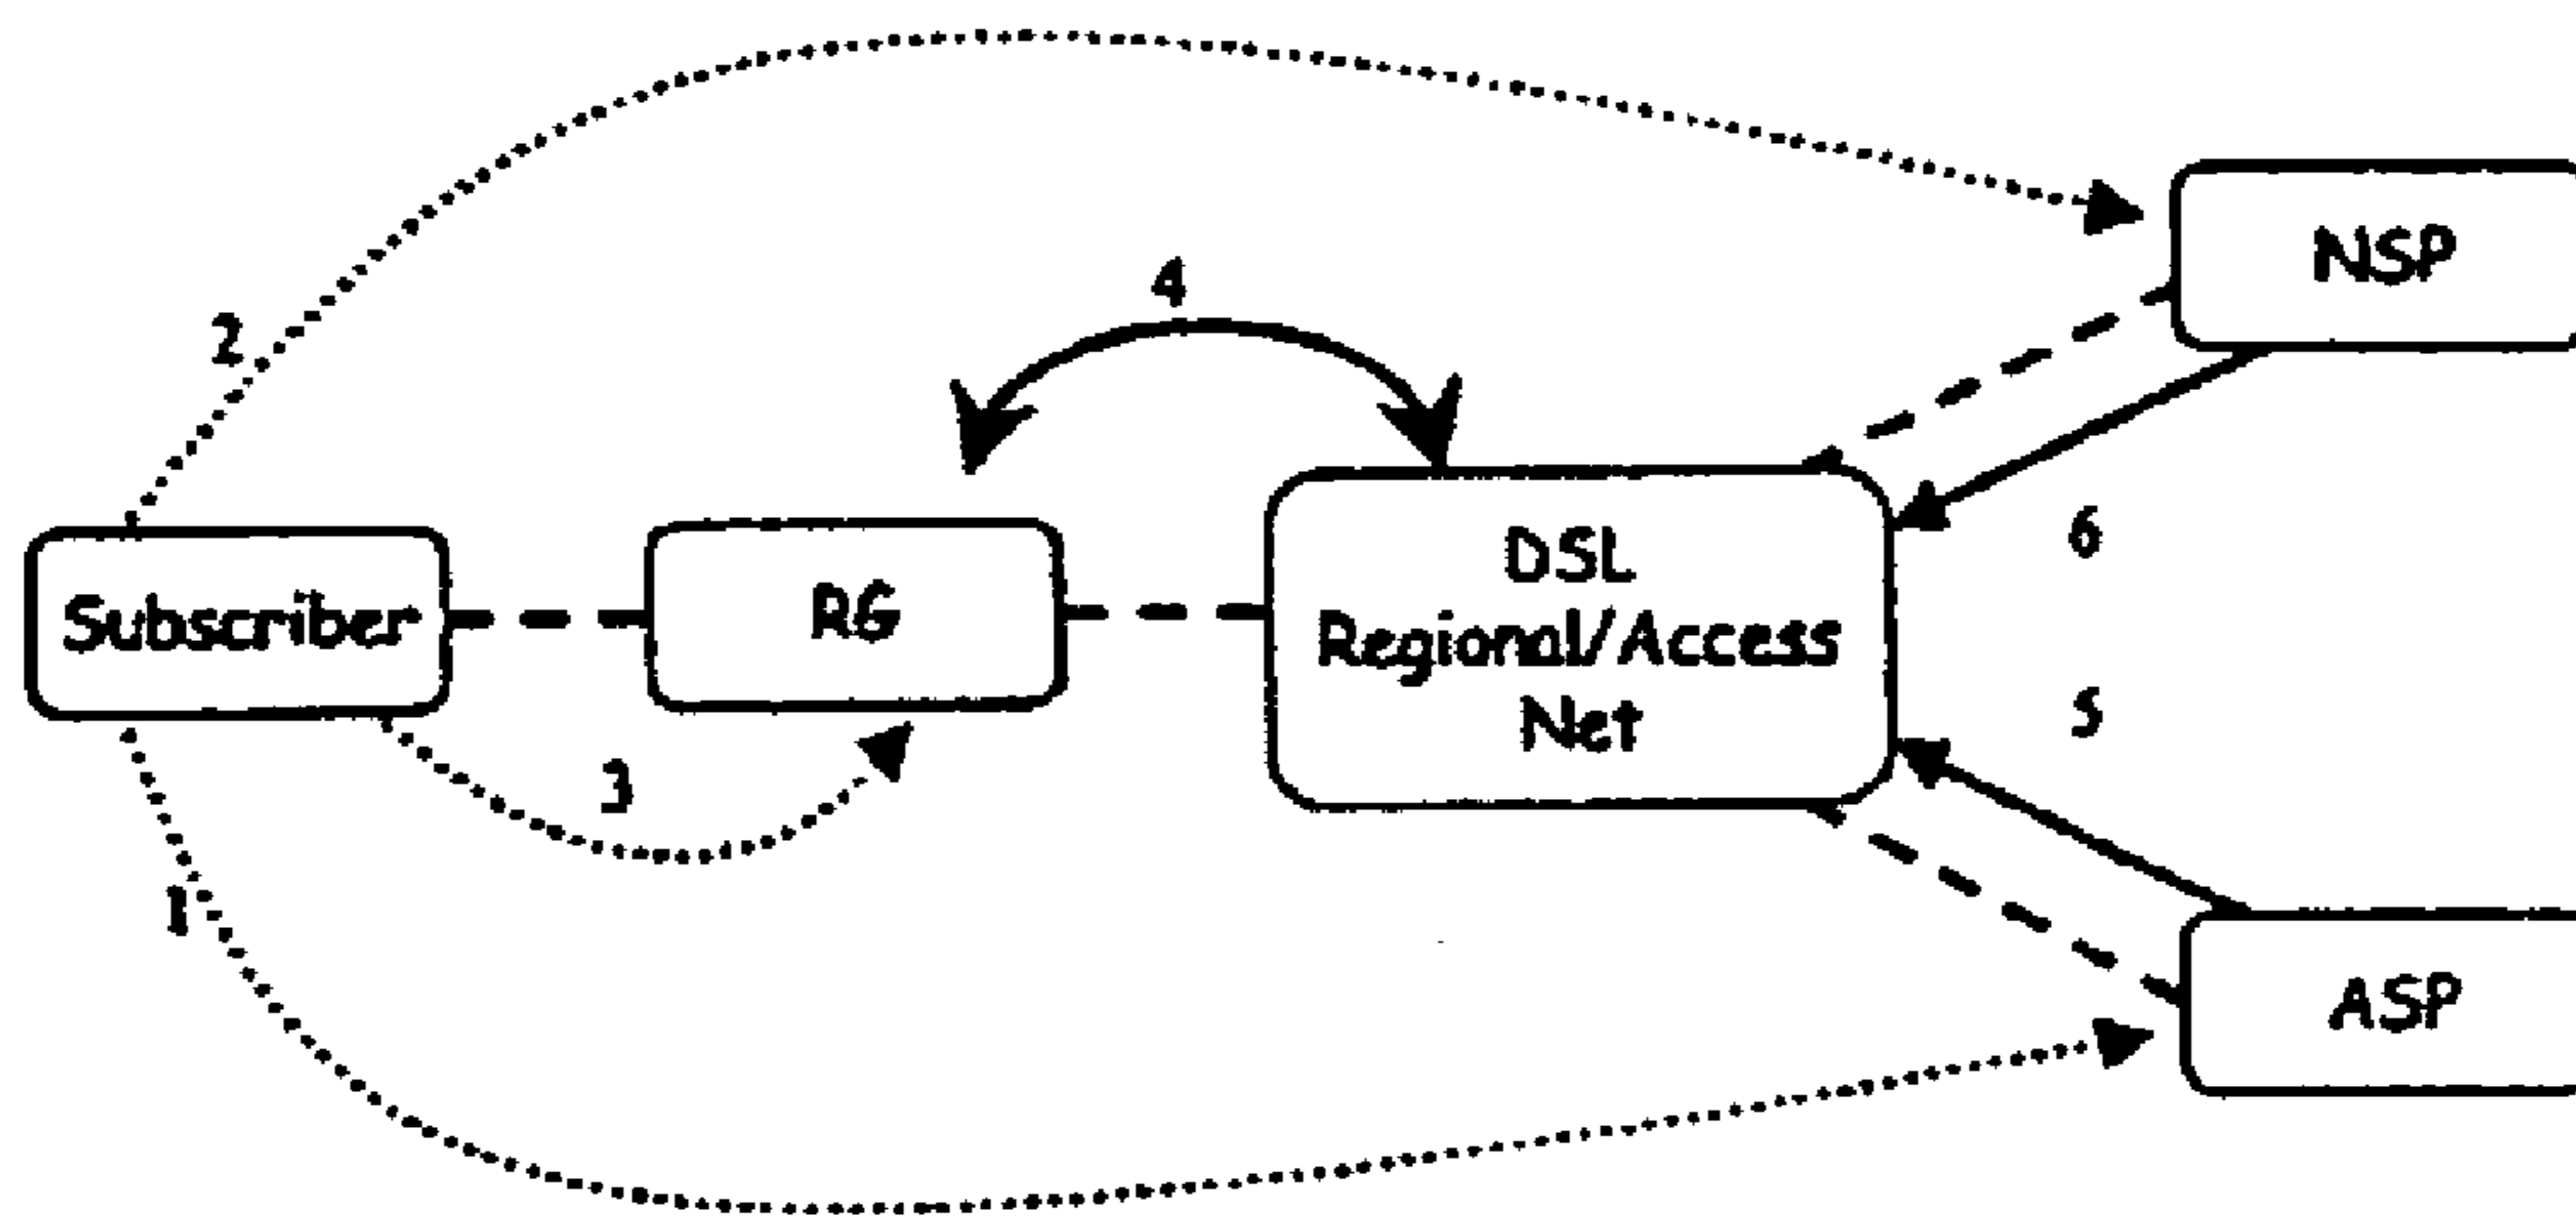 2
4
NSP
6
Subscriber
RG
DSL
Regional/Access
Net
5
3
1
ASP